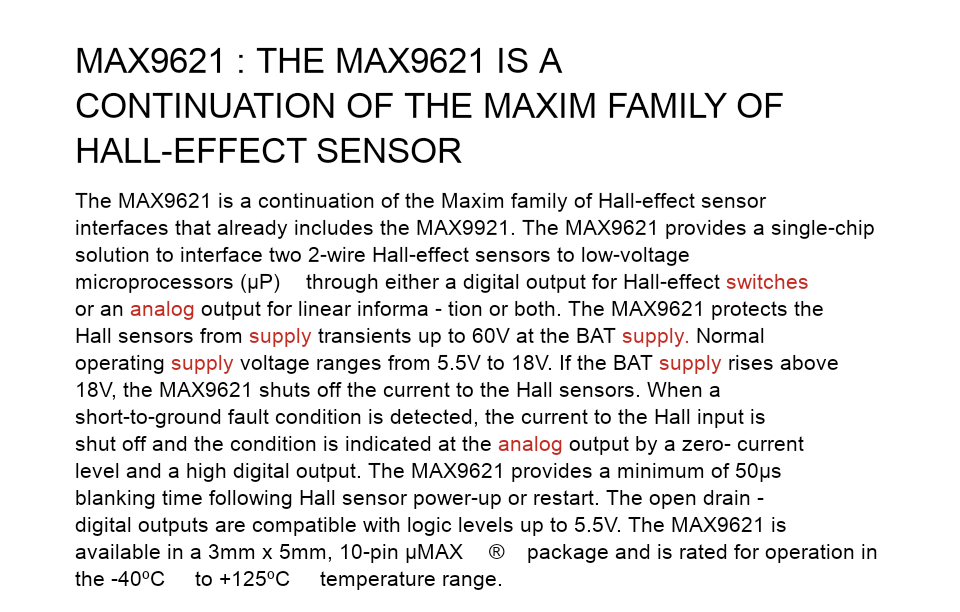 MAX9621 : THE MAX9621 IS A
CONTINUATION OF THE MAXIM FAMILY OF
HALL-EFFECT SENSOR
The MAX9621 is a continuation of the Maxim family of Hall-effect sensor
interfaces that already includes the MAX9921. The MAX9621 provides a single-chip
solution to interface two 2-wire Hall-effect sensors to low-voltage
microprocessors (µP) through either a digital output for Hall-effect switches
or an analog output for linear informa - tion or both. The MAX9621 protects the
Hall sensors from supply transients up to 60V at the BAT supply. Normal
operating supply voltage ranges from 5.5V to 18V. If the BAT supply rises above
18V, the MAX9621 shuts off the current to the Hall sensors. When a
short-to-ground fault condition is detected, the current to the Hall input is
shut off and the condition is indicated at the analog output by a zero- current
level and a high digital output. The MAX9621 provides a minimum of 50µs
blanking time following Hall sensor power-up or restart. The open drain -
digital outputs are compatible with logic levels up to 5.5V. The MAX9621 is
available in a 3mm x 5mm, 10-pin µMAX ® package and is rated for operation in
the -40ºC to +125ºC temperature range.